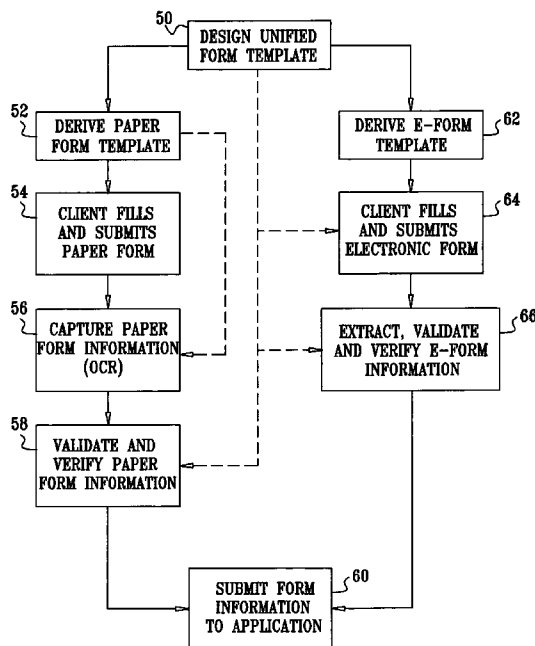 50
DESIGN UNIFIED
FORM TEMPLATE
52
DERIVE PAPER
FORM TEMPLATE
62
DERIVE E-FORM
TEMPLATE
54
CLIENT FILLS
AND SUBMITS
PAPER FORM
64
CLIENT FILLS
AND SUBMITS
ELECTRONIC FORM
56
CAPTURE PAPER
FORM INFORMATION
(OCR)
66
EXTRACT, VALIDATE
AND VERIFY E-FORM
INFORMATION
58
VALIDATE AND
VERIFY PAPER
FORM INFORMATION
60
SUBMIT FORM
INFORMATION
TO APPLICATION